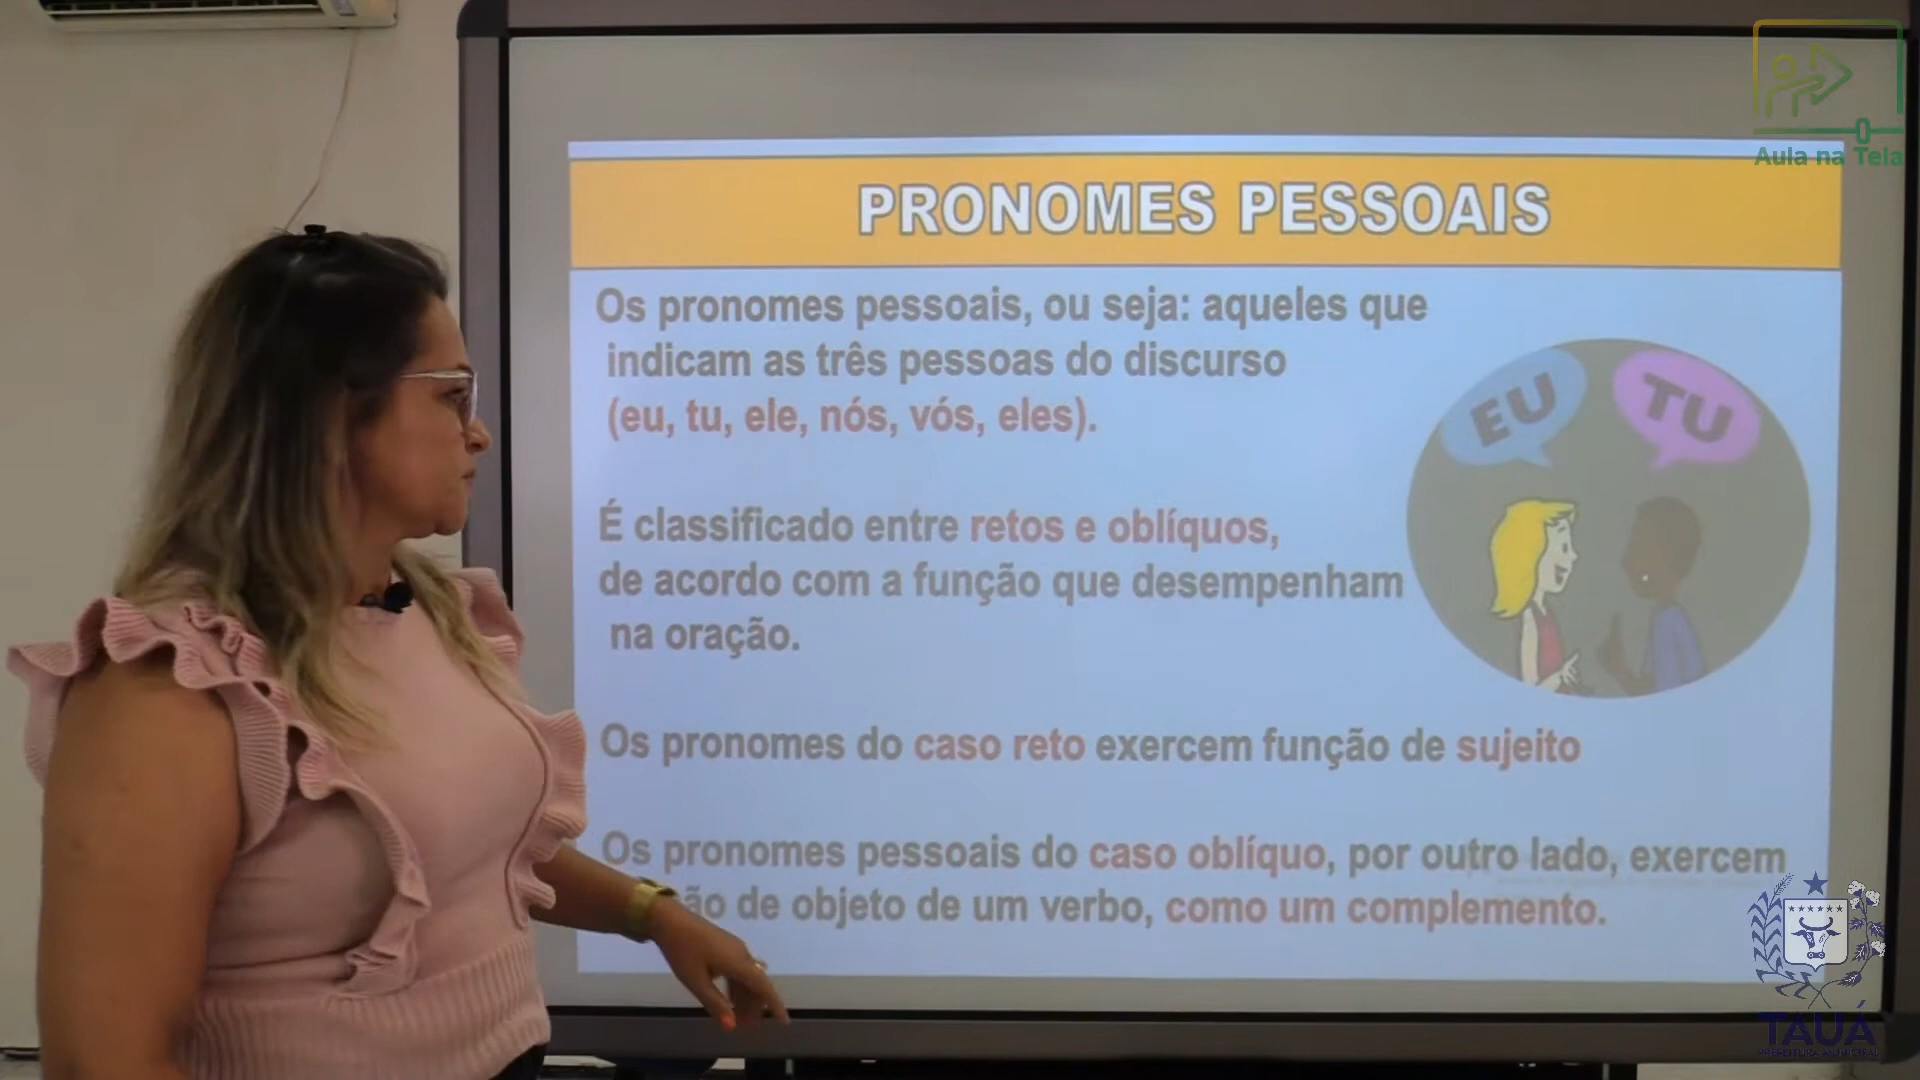 Aula na Tela
PRONOMES PESSOAIS
Os pronomes pessoais, ou seja: aqueles que
indicam as três pessoas do discurso
(eu, tu, ele, nós, vós, eles).
EU
TU
É classificado entre retos e oblíquos,
de acordo com a função que desempenham
na oração.
Os pronomes do caso reto exercem função de sujeito
Os pronomes pessoais do caso oblíquo, por outro lado, exercem
ão de objeto de um verbo, como um complemento.
TAUÁ
PREFEITURA MUNICIPAL